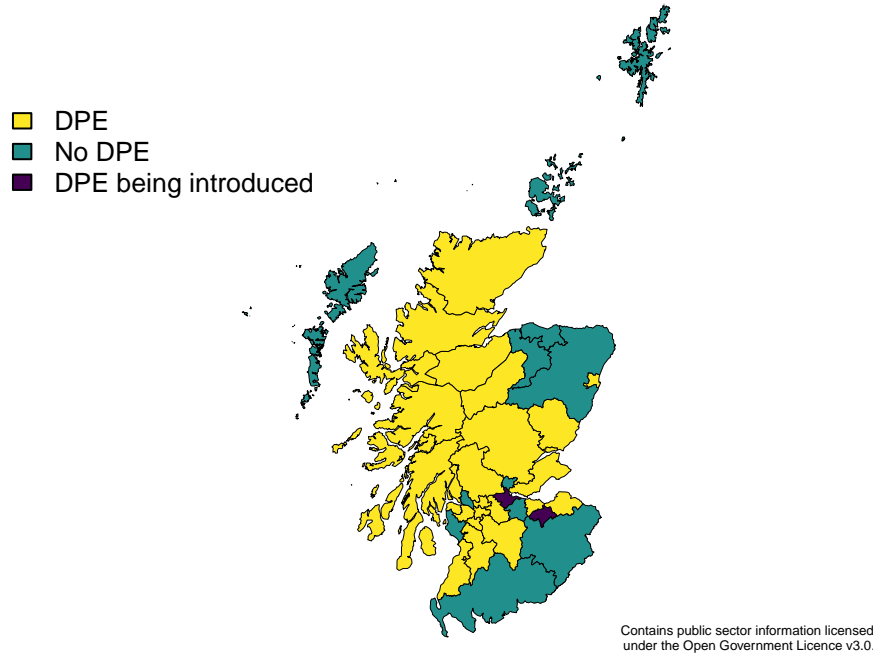 DPE
No DPE
DPE being introduced
Contains public sector information licensed
under the Open Government Licence v3.0.